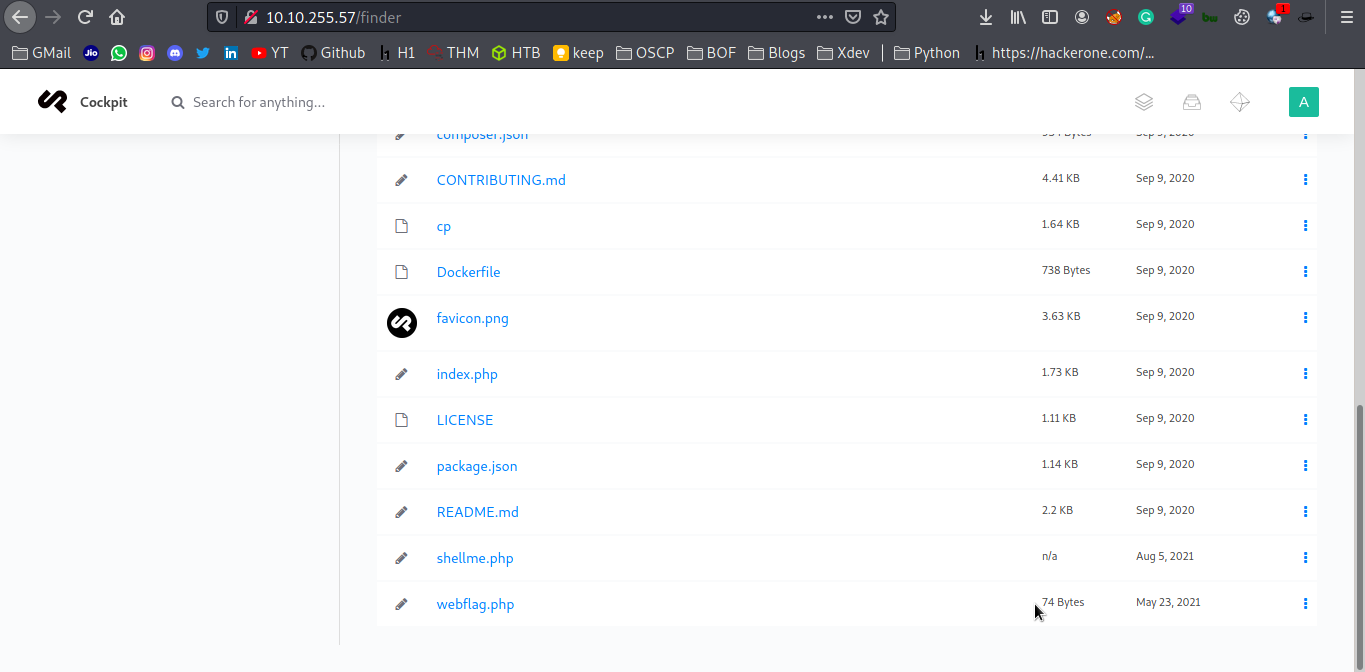 10.10.255.57/finder
10
1
GMail Jio YT Github H1 THM HTB keep OSCP BOF Blogs Xdev Python https://hackerone.com/...
Cockpit Search for anything... A
composer.json Sep 9, 2020
CONTRIBUTING.md 4.41 KB Sep 9, 2020
cp 1.64 KB Sep 9, 2020
Dockerfile 738 Bytes Sep 9, 2020
favicon.png 3.63 KB Sep 9, 2020
index.php 1.73 KB Sep 9, 2020
LICENSE 1.11 KB Sep 9, 2020
package.json 1.14 KB Sep 9, 2020
README.md 2.2 KB Sep 9, 2020
shellme.php n/a Aug 5, 2021
webflag.php 74 Bytes May 23, 2021